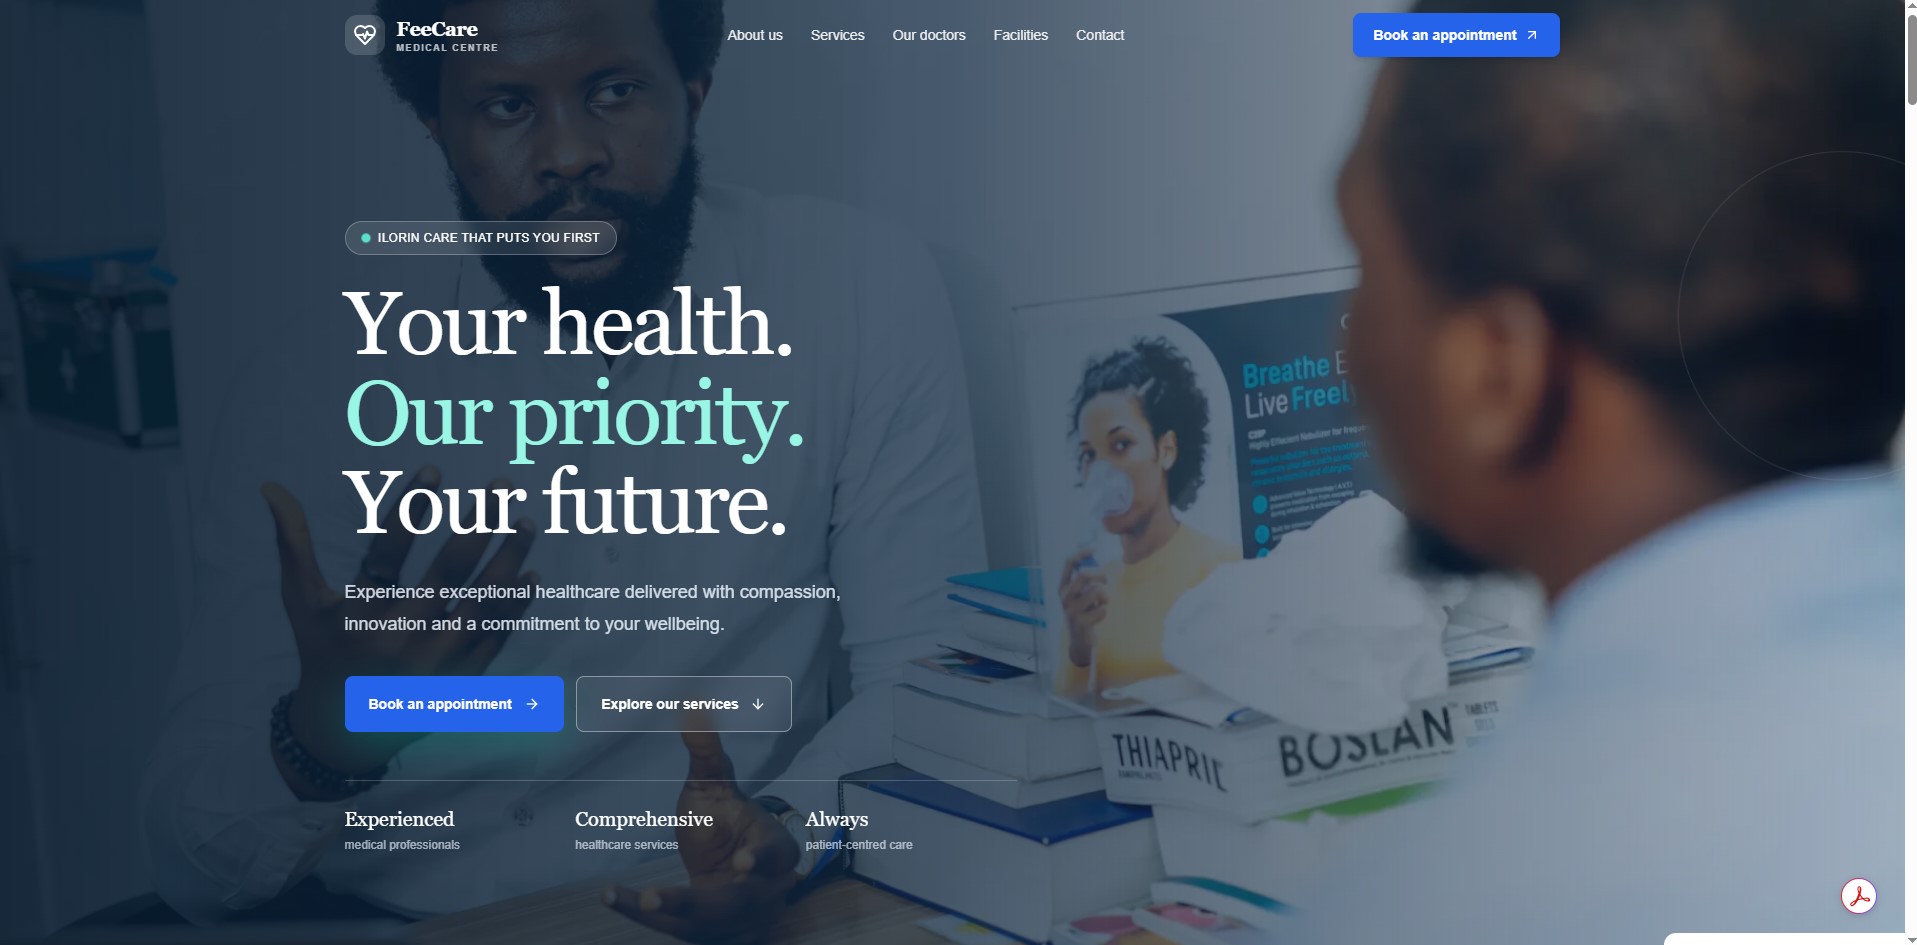 FeeCare
MEDICAL CENTRE
About us
Services
Our doctors
Facilities
Contact
Book an appointment
ILORIN CARE THAT PUTS YOU FIRST
Your health.
Our priority.
Your future.
Experience exceptional healthcare delivered with compassion,
innovation and a commitment to your wellbeing.
Book an appointment
Explore our services
Experienced
medical professionals
Comprehensive
healthcare services
Always
patient-centred care
Breathe
Live Freel
THIAPRIL
BOSLAN
TABLETS